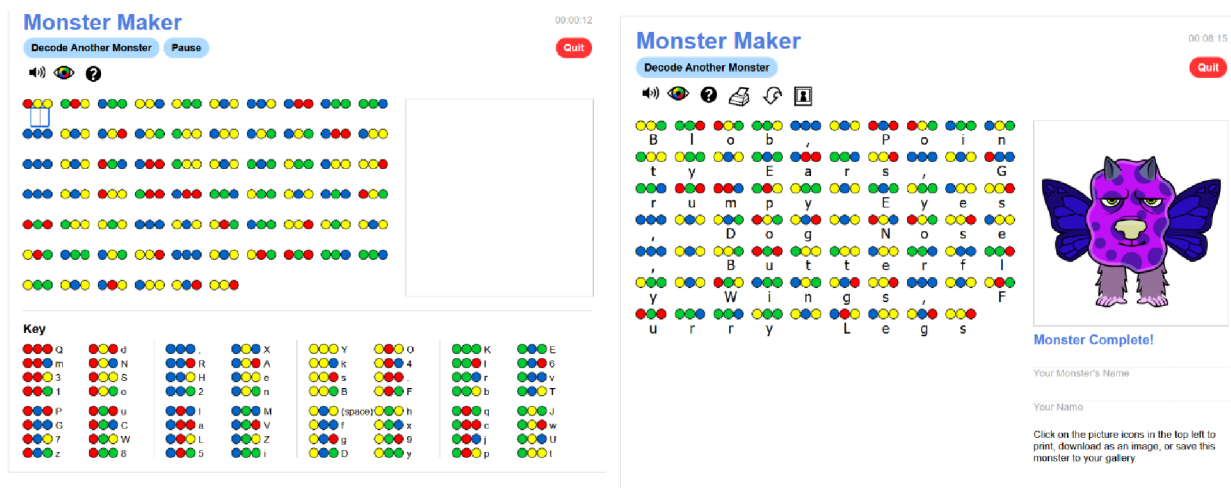 Monster Maker
00:00:12
Decode Another Monster
Pause
Quit
Key
Q d , X Y O K E
m N R A k 4 l 6
3 S H e s . r v
1 o 2 n B F b T
P u I M (space) h q J
G C a V f x c w
7 W L Z g 9 j U
z 8 5 i D y p t
Monster Maker
00:08:15
Decode Another Monster
Quit
B l o b , P o i n
t y E a r s , G
r u m p y E y e s
, D o g N o s e
, B u t t e r f l
y W i n g s , F
u r r y L e g s
Monster Complete!
Your Monster's Name
Your Name
Click on the picture icons in the top left to
print, download as an image, or save this
monster to your gallery.